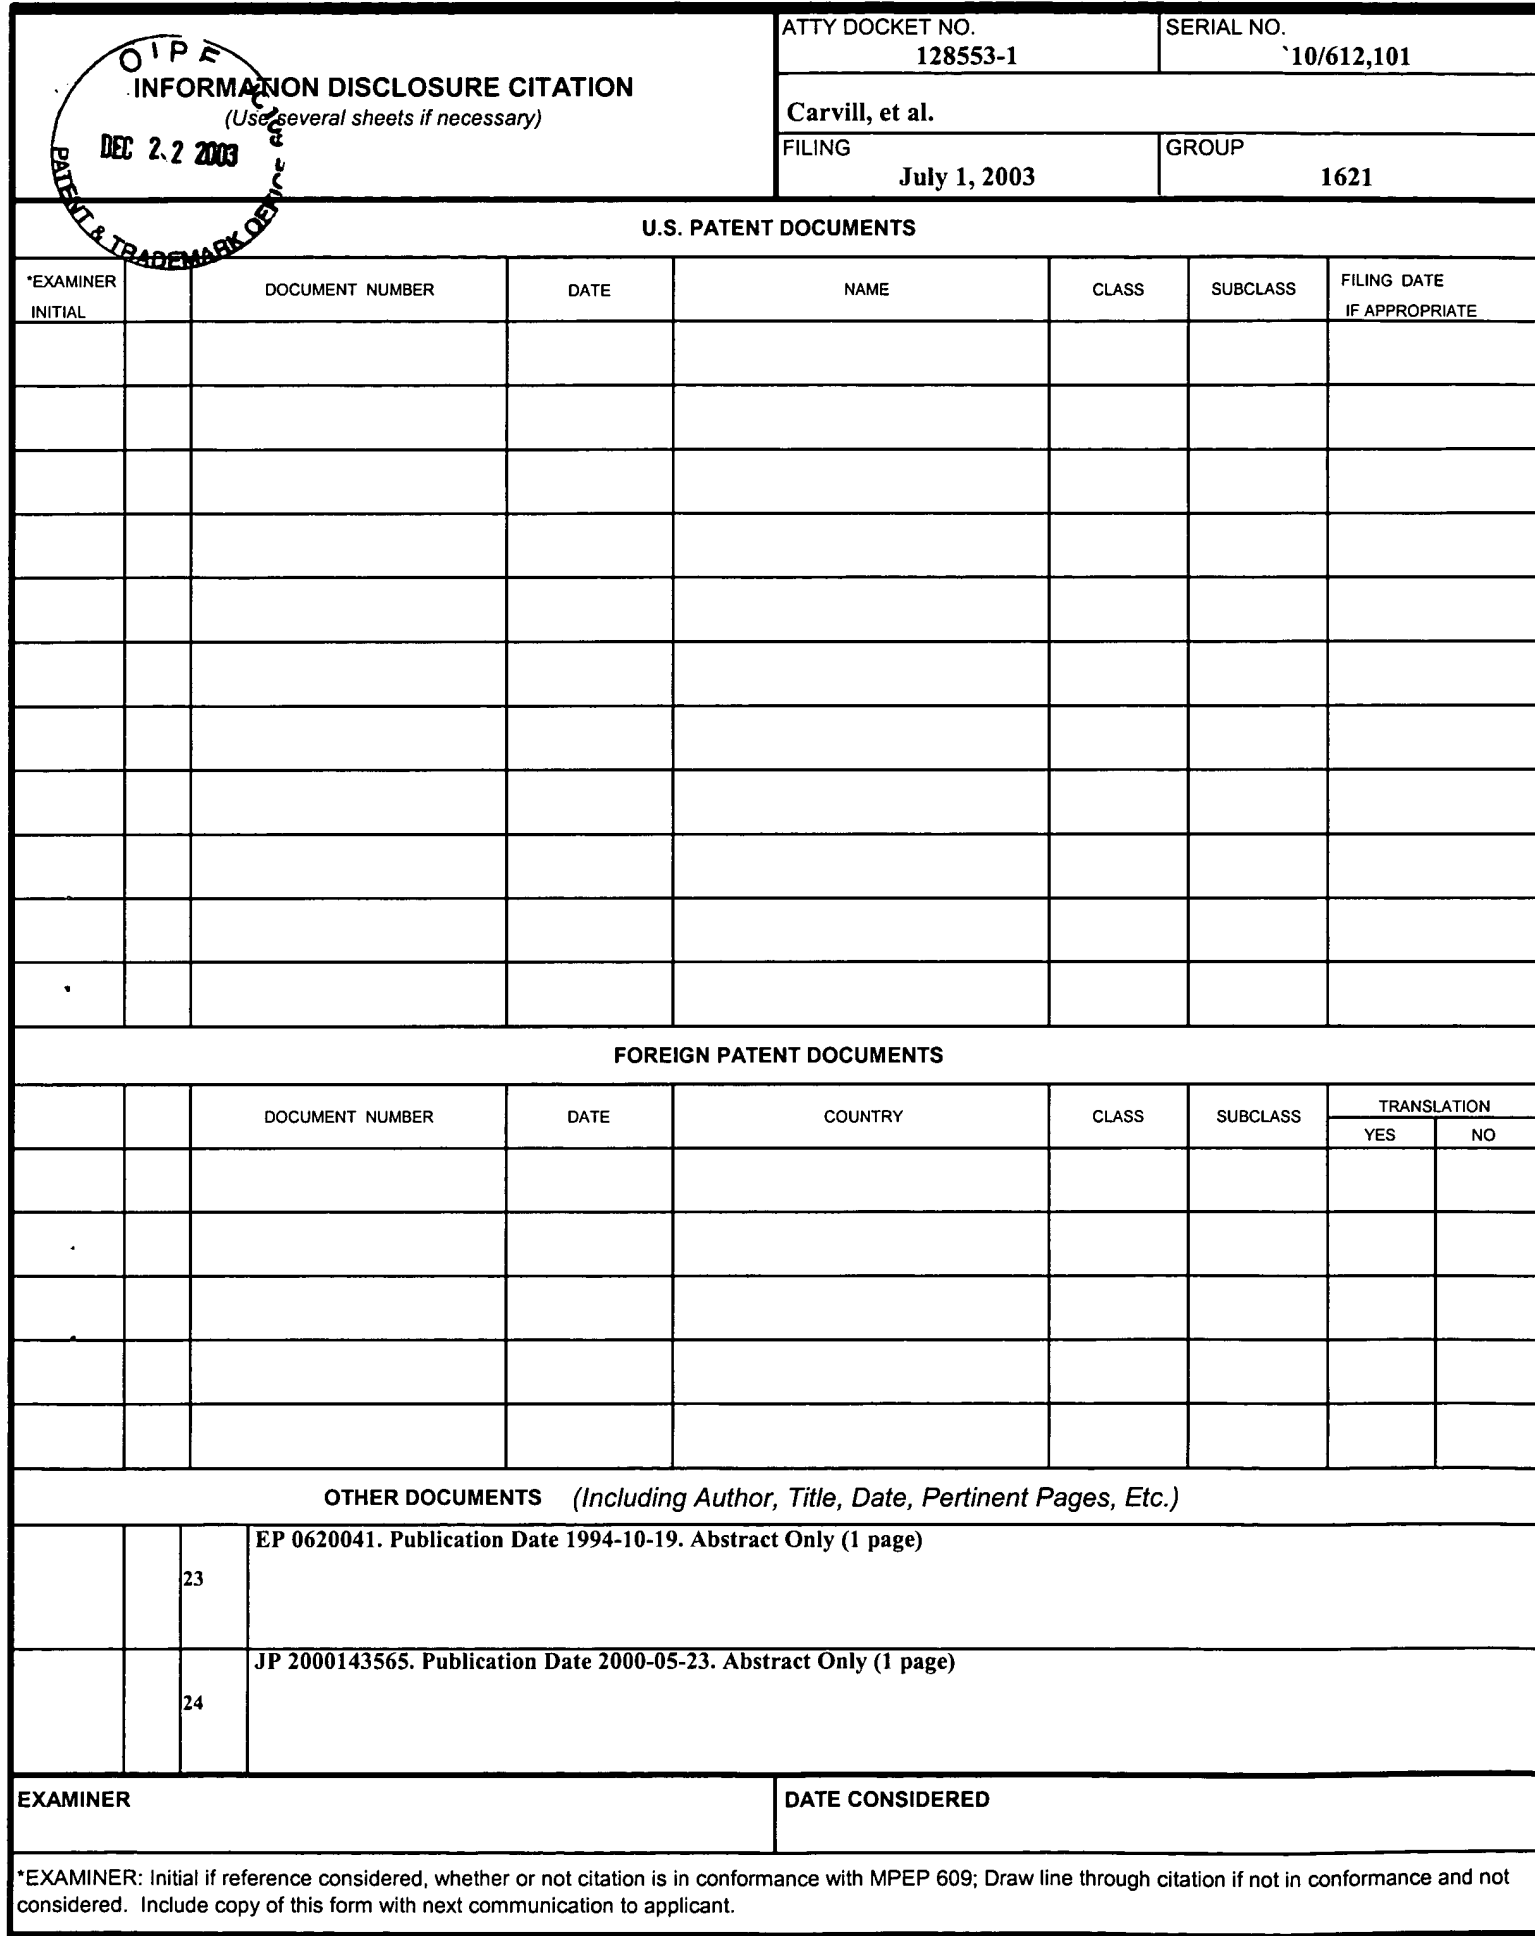 OIPE
DEC 2 2 2003
PATENT & TRADEMARK OFFICE
INFORMATION DISCLOSURE CITATION
(Use several sheets if necessary)
ATTY DOCKET NO.
128553-1
SERIAL NO.
`10/612,101
Carvill, et al.
FILING
July 1, 2003
GROUP
1621
U.S. PATENT DOCUMENTS
*EXAMINER
INITIAL
DOCUMENT NUMBER
DATE
NAME
CLASS
SUBCLASS
FILING DATE
IF APPROPRIATE
FOREIGN PATENT DOCUMENTS
DOCUMENT NUMBER
DATE
COUNTRY
CLASS
SUBCLASS
TRANSLATION
YES
NO
OTHER DOCUMENTS (Including Author, Title, Date, Pertinent Pages, Etc.)
23
EP 0620041. Publication Date 1994-10-19. Abstract Only (1 page)
24
JP 2000143565. Publication Date 2000-05-23. Abstract Only (1 page)
EXAMINER
DATE CONSIDERED
*EXAMINER: Initial if reference considered, whether or not citation is in conformance with MPEP 609; Draw line through citation if not in conformance and not
considered. Include copy of this form with next communication to applicant.